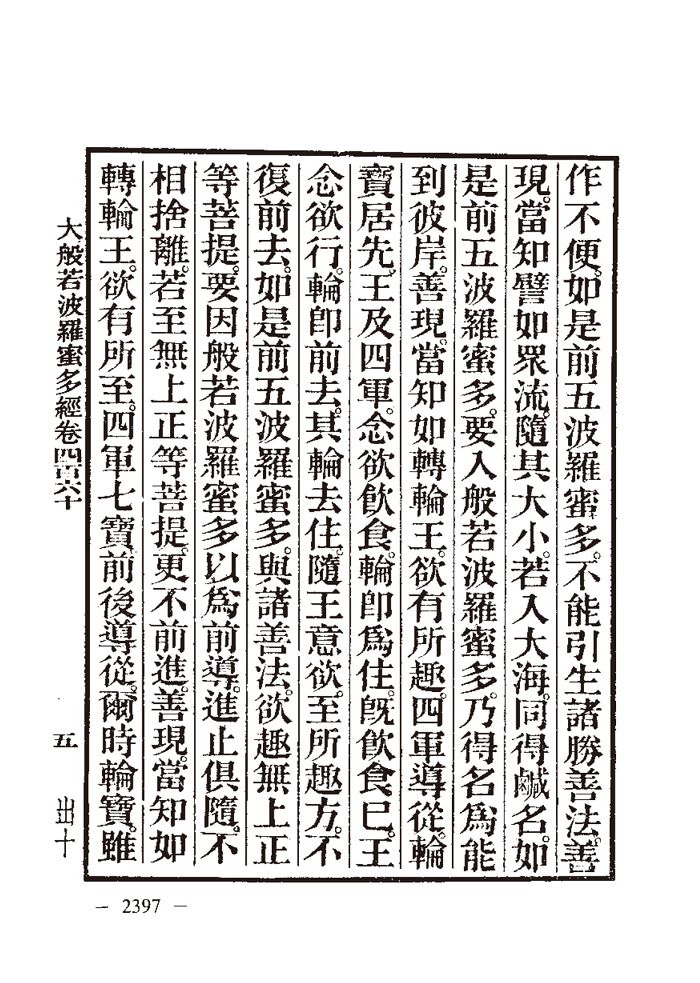 作不便。如是前五波羅蜜多。不能引生諸勝善法。善
現。當知譬如眾流。隨其大小。若入大海。同得鹹名。如
是前五波羅蜜多。要入般若波羅蜜多。乃得名為能
到彼岸。善現。當知如轉輪王。欲有所趣。四軍導從。輪
寶居先。王及四軍。念欲飲食。輪即為住。既飲食已。王
念欲行。輪即前去。其輪去住。隨王意欲。至所趣方。不
復前去。如是前五波羅蜜多。與諸善法。欲趣無上正
等菩提。要因般若波羅蜜多以為前導。進止俱隨。不
相捨離。若至無上正等菩提。更不前進。善現。當知如
轉輪王。欲有所至。四軍七寶。前後導從。爾時輪寶。雖
大般若波羅蜜多經卷四百六十
五
出十
— 2397 —